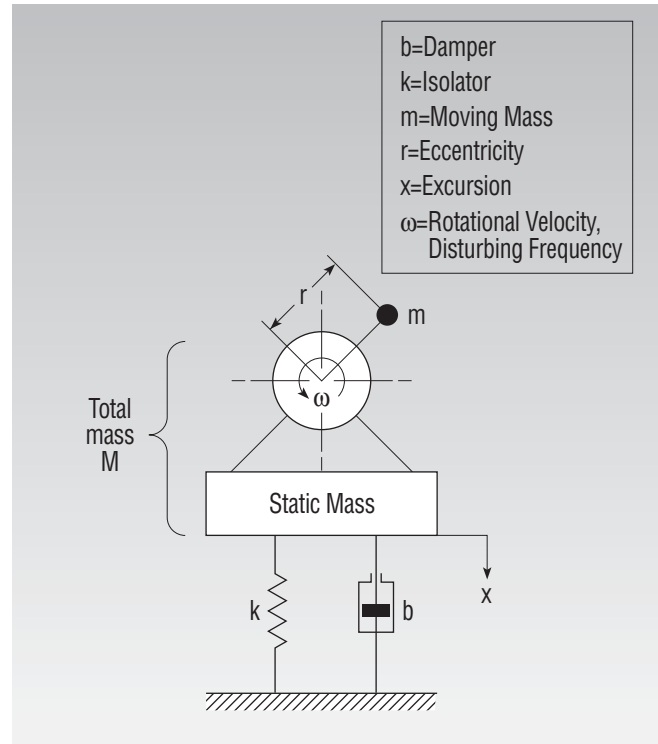 b=Damper
k=Isolator
m=Moving Mass
r=Eccentricity
x=Excursion
ω=Rotational Velocity,
Disturbing Frequency
r
m
ω
Total
mass
M
Static Mass
x
k
b